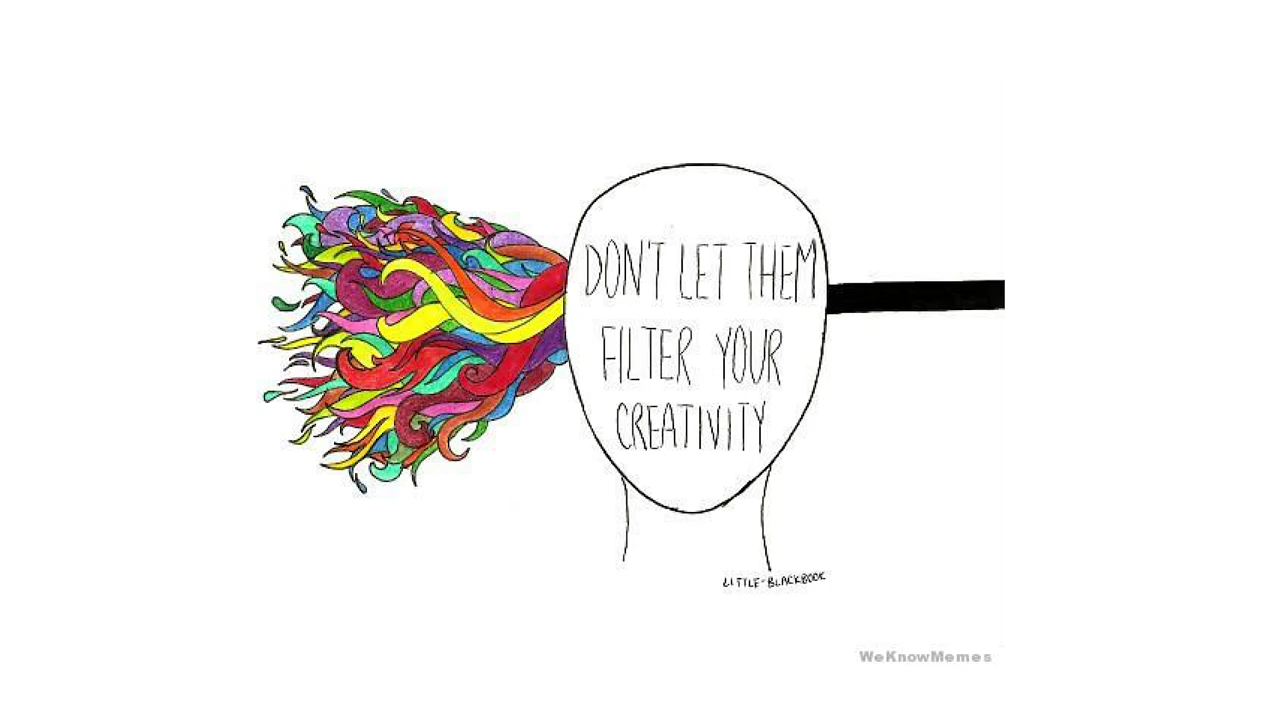 DON'T LET THEM
FILTER YOUR
CREATIVITY
LITTLE-BLACKBOOK
WeKnowMemes